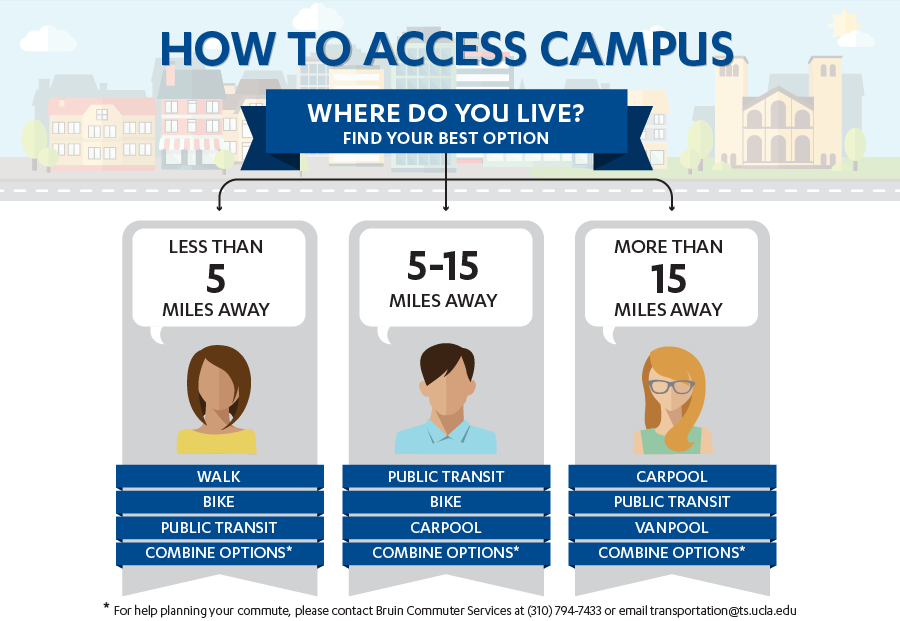 HOW TO ACCESS CAMPUS
WHERE DO YOU LIVE?
FIND YOUR BEST OPTION
LESS THAN
5
MILES AWAY
WALK
BIKE
PUBLIC TRANSIT
COMBINE OPTIONS*
5-15
MILES AWAY
PUBLIC TRANSIT
BIKE
CARPOOL
COMBINE OPTIONS*
MORE THAN
15
MILES AWAY
CARPOOL
PUBLIC TRANSIT
VANPOOL
COMBINE OPTIONS*
* For help planning your commute, please contact Bruin Commuter Services at (310) 794-7433 or email transportation@ts.ucla.edu